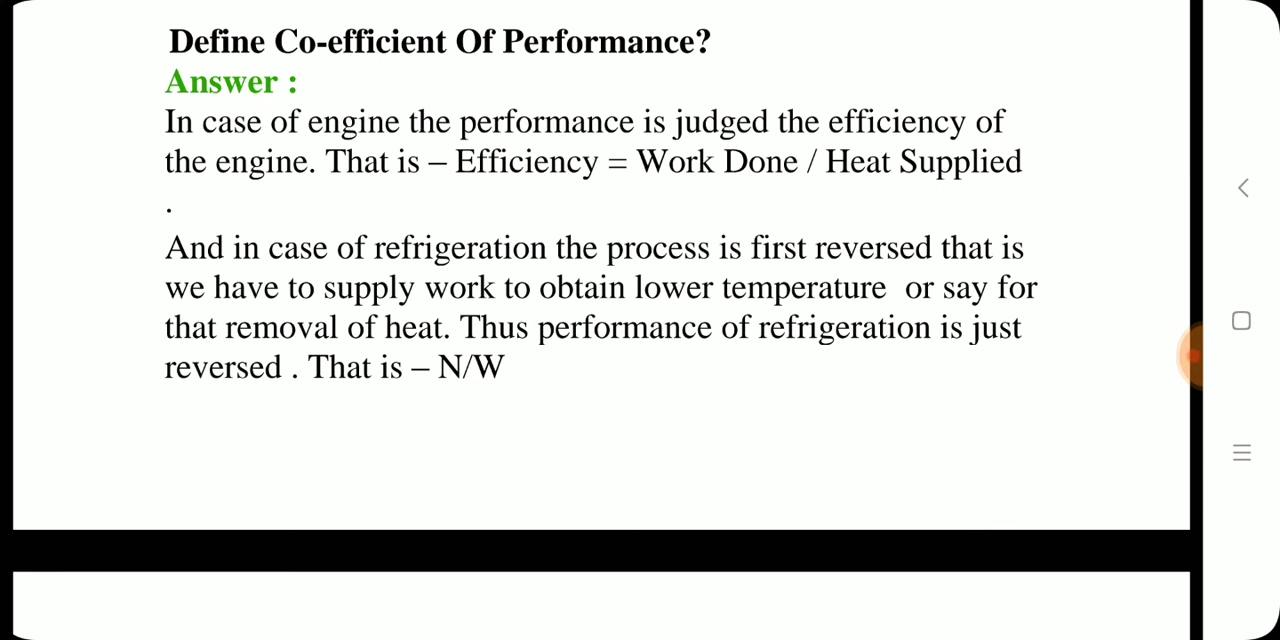 Define Co-efficient Of Performance?
Answer :
In case of engine the performance is judged the efficiency of
the engine. That is – Efficiency = Work Done / Heat Supplied
.
And in case of refrigeration the process is first reversed that is
we have to supply work to obtain lower temperature  or say for
that removal of heat. Thus performance of refrigeration is just
reversed . That is – N/W